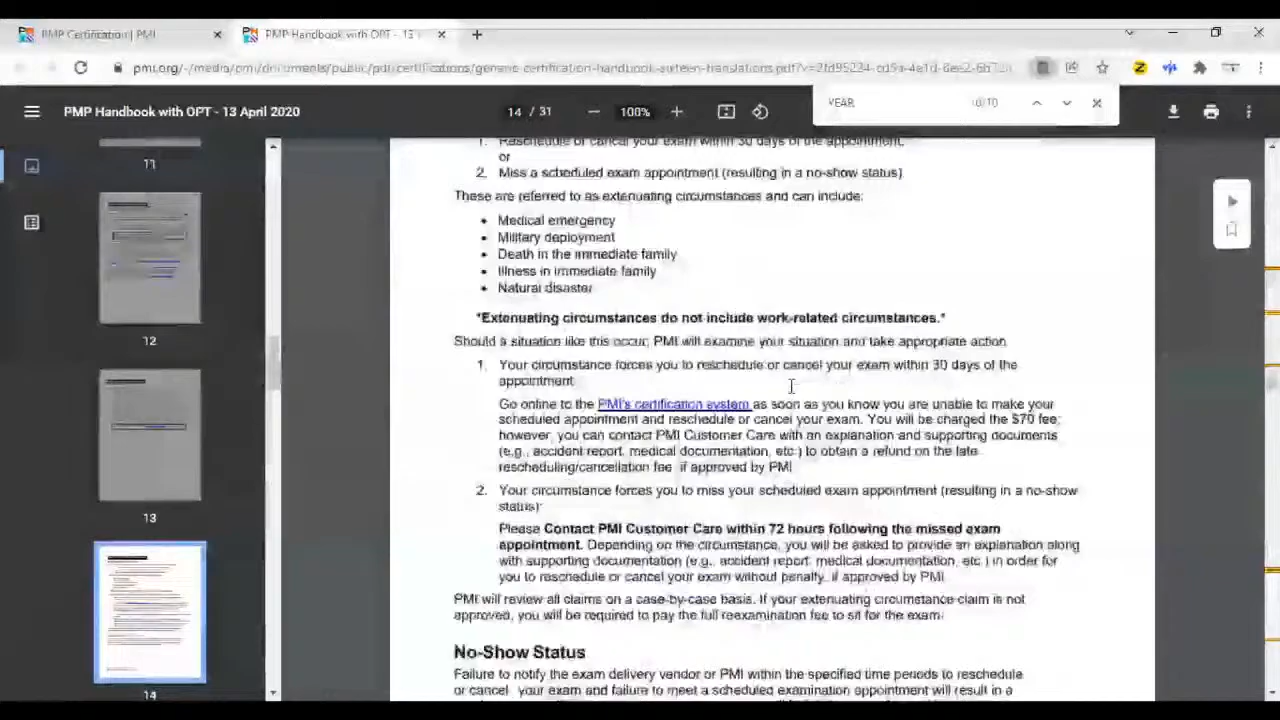 PMP Certification | PMI
PMP Handbook with OPT - 13
PMP Handbook with OPT - 13 April 2020
14 / 31
100%
YEAR
11
12
13
14
1. Reschedule or cancel your exam within 30 days of the appointment;
or
2. Miss a scheduled exam appointment (resulting in a no-show status)
These are referred to as extenuating circumstances and can include:
• Medical emergency
• Military deployment
• Death in the immediate family
• Illness in immediate family
• Natural disaster
*Extenuating circumstances do not include work-related circumstances.*
Should a situation like this occur, PMI will examine your situation and take appropriate action
1. Your circumstance forces you to reschedule or cancel your exam within 30 days of the
appointment
Go online to the PMI's certification system as soon as you know you are unable to make your
scheduled appointment and reschedule or cancel your exam. You will be charged the $70 fee;
however, you can contact PMI Customer Care with an explanation and supporting documents
(e.g., accident report, medical documentation, etc.) to obtain a refund on the late
rescheduling/cancellation fee, if approved by PMI
2. Your circumstance forces you to miss your scheduled exam appointment (resulting in a no-show
status):
Please Contact PMI Customer Care within 72 hours following the missed exam
appointment. Depending on the circumstance, you will be asked to provide an explanation along
with supporting documentation (e.g., accident report, medical documentation, etc.) in order for
you to reschedule or cancel your exam without penalty, if approved by PMI.
PMI will review all claims on a case-by-case basis. If your extenuating circumstance claim is not
approved, you will be required to pay the full reexamination fee to sit for the exam.
No-Show Status
Failure to notify the exam delivery vendor or PMI within the specified time periods to reschedule
or cancel your exam and failure to meet a scheduled examination appointment will result in a